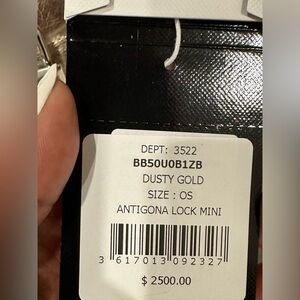 DEPT: 3522
BB50U0B1ZB
DUSTY GOLD
SIZE : OS
ANTIGONA LOCK MINI
3 617013 092327
$ 2500.00